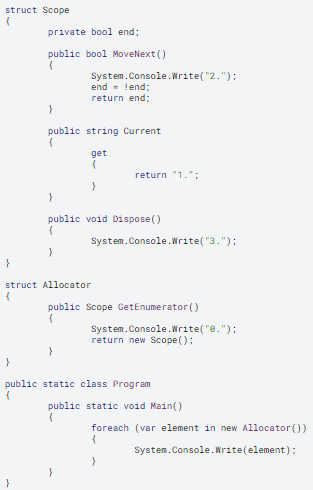 struct Scope
{
        private bool end;

        public bool MoveNext()
        {
                System.Console.Write("2.");
                end = !end;
                return end;
        }

        public string Current
        {
                get
                {
                        return "1.";
                }
        }

        public void Dispose()
        {
                System.Console.Write("3.");
        }
}

struct Allocator
{
        public Scope GetEnumerator()
        {
                System.Console.Write("0.");
                return new Scope();
        }
}

public static class Program
{
        public static void Main()
        {
                foreach (var element in new Allocator())
                {
                        System.Console.Write(element);
                }
        }
}